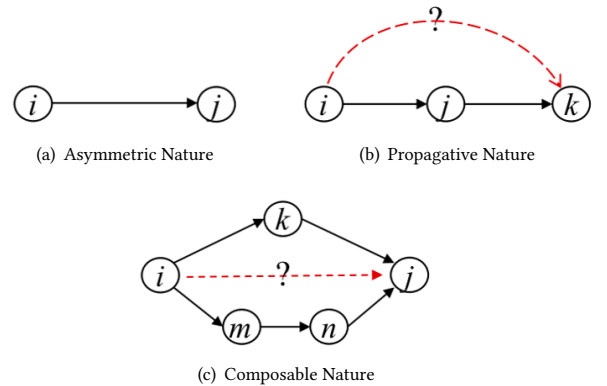 ?
i j i j k
(a) Asymmetric Nature (b) Propagative Nature
k
i ? j
m n
(c) Composable Nature